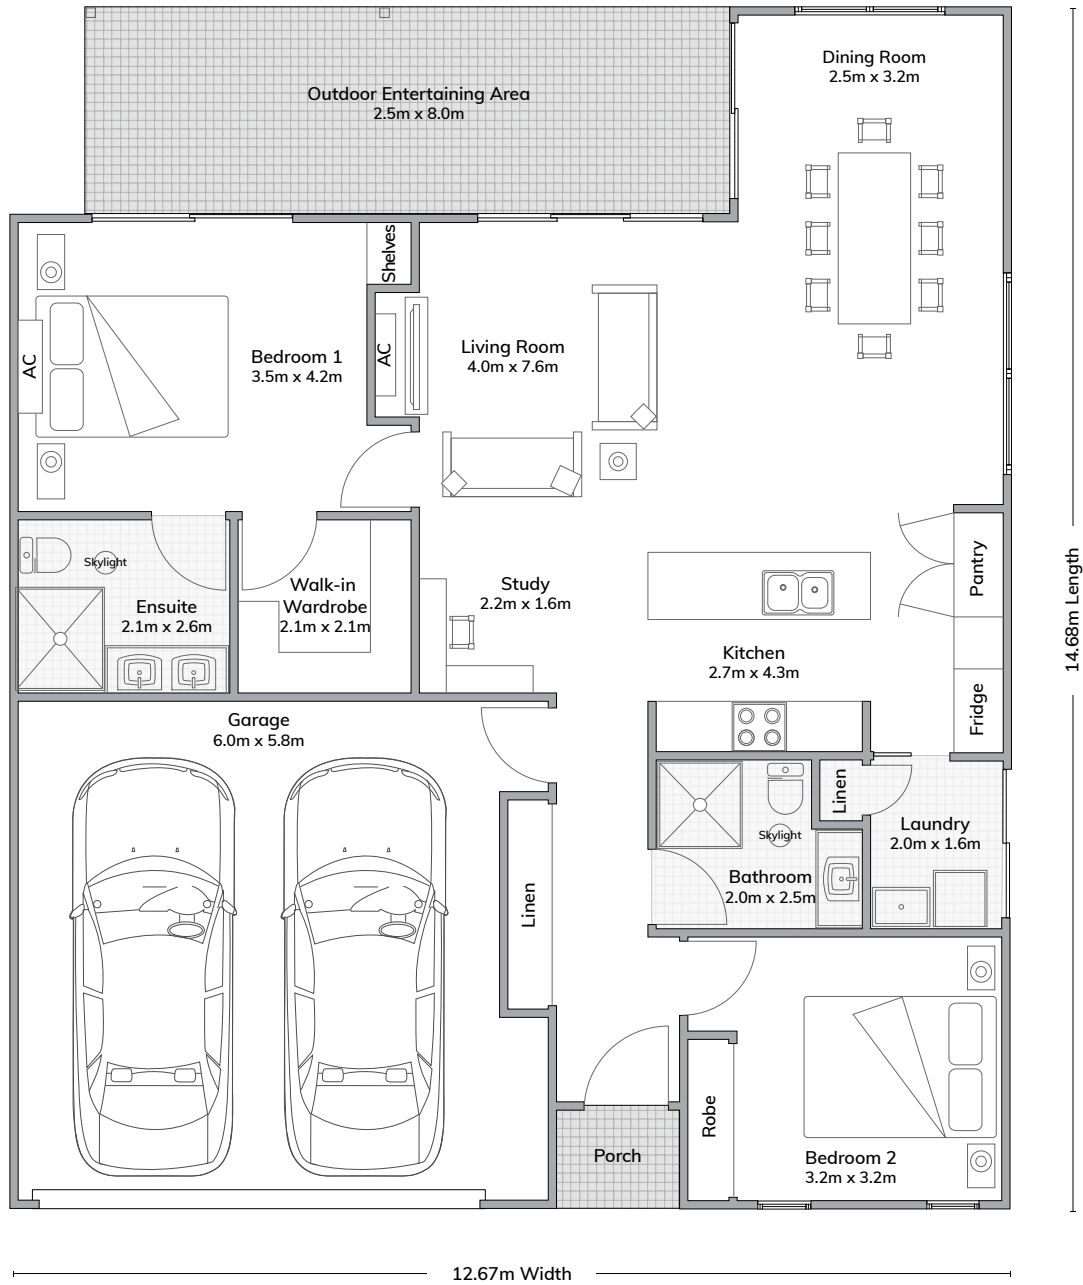 Dining Room
2.5m x 3.2m
Outdoor Entertaining Area
2.5m x 8.0m
Shelves
Bedroom 1
3.5m x 4.2m
AC
AC
Living Room
4.0m x 7.6m
Skylight
Ensuite
2.1m x 2.6m
Walk-in
Wardrobe
2.1m x 2.1m
Study
2.2m x 1.6m
Pantry
Kitchen
2.7m x 4.3m
Fridge
14.68m Length
Garage
6.0m x 5.8m
Linen
Linen
Skylight
Laundry
2.0m x 1.6m
Bathroom
2.0m x 2.5m
Robe
Porch
Bedroom 2
3.2m x 3.2m
12.67m Width